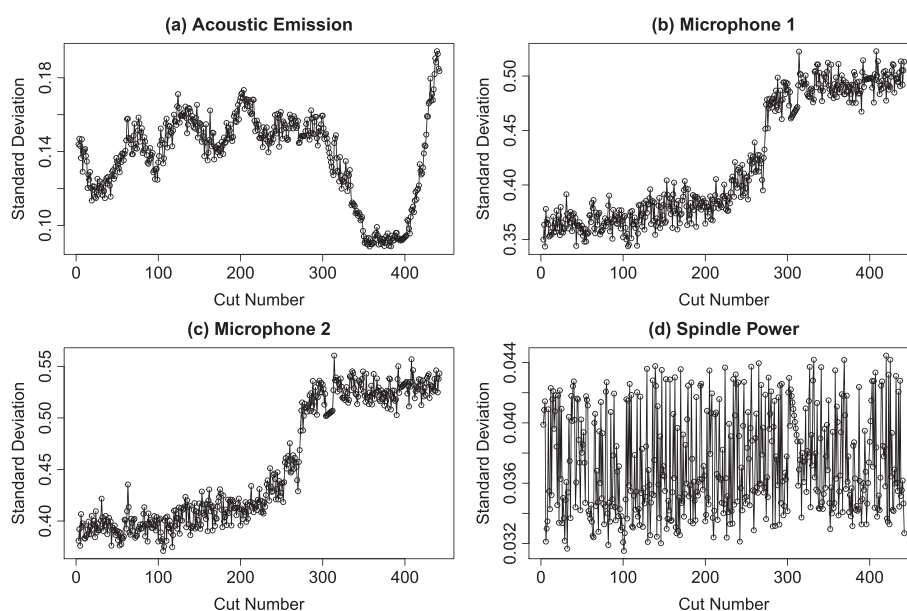 (a) Acoustic Emission
Standard Deviation
0.18
0.14
0.10
0 100 200 300 400
Cut Number
(b) Microphone 1
Standard Deviation
0.50
0.45
0.40
0.35
0 100 200 300 400
Cut Number
(c) Microphone 2
Standard Deviation
0.55
0.50
0.45
0.40
0 100 200 300 400
Cut Number
(d) Spindle Power
Standard Deviation
0.044
0.040
0.036
0.032
0 100 200 300 400
Cut Number